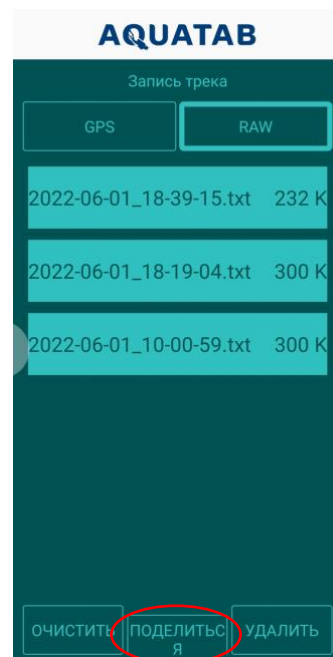 AQUATAB
Запись трека
GPS RAW
2022-06-01_18-39-15.txt 232 K
2022-06-01_18-19-04.txt 300 K
2022-06-01_10-00-59.txt 300 K
ОЧИСТИТЬ ПОДЕЛИТЬС УДАЛИТЬ
Я